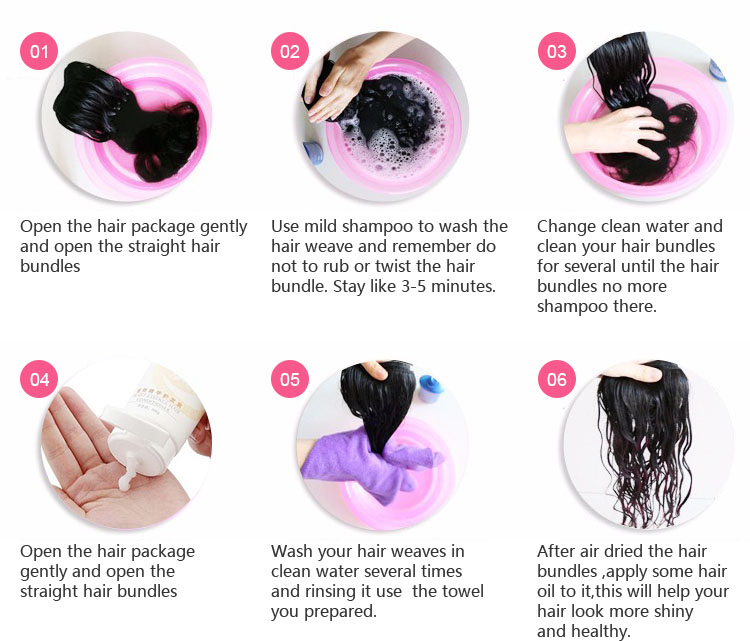 01
02
03
Open the hair package gently
and open the straight hair
bundles
Use mild shampoo to wash the
hair weave and remember do
not to rub or twist the hair
bundle. Stay like 3-5 minutes.
Change clean water and
clean your hair bundles
for several until the hair
bundles no more
shampoo there.
04
05
06
Open the hair package
gently and open the
straight hair bundles
Wash your hair weaves in
clean water several times
and rinsing it use  the towel
you prepared.
After air dried the hair
bundles ,apply some hair
oil to it,this will help your
hair look more shiny
and healthy.